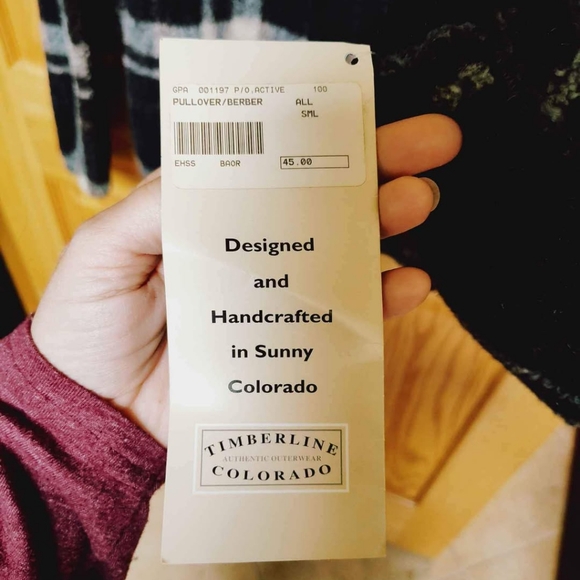 GPA 001197 P/O.ACTIVE 100
PULLOVER/BERBER ALL
SML
EHSS BAOR 45.00
Designed
and
Handcrafted
in Sunny
Colorado
TIMBERLINE
AUTHENTIC OUTERWEAR
COLORADO